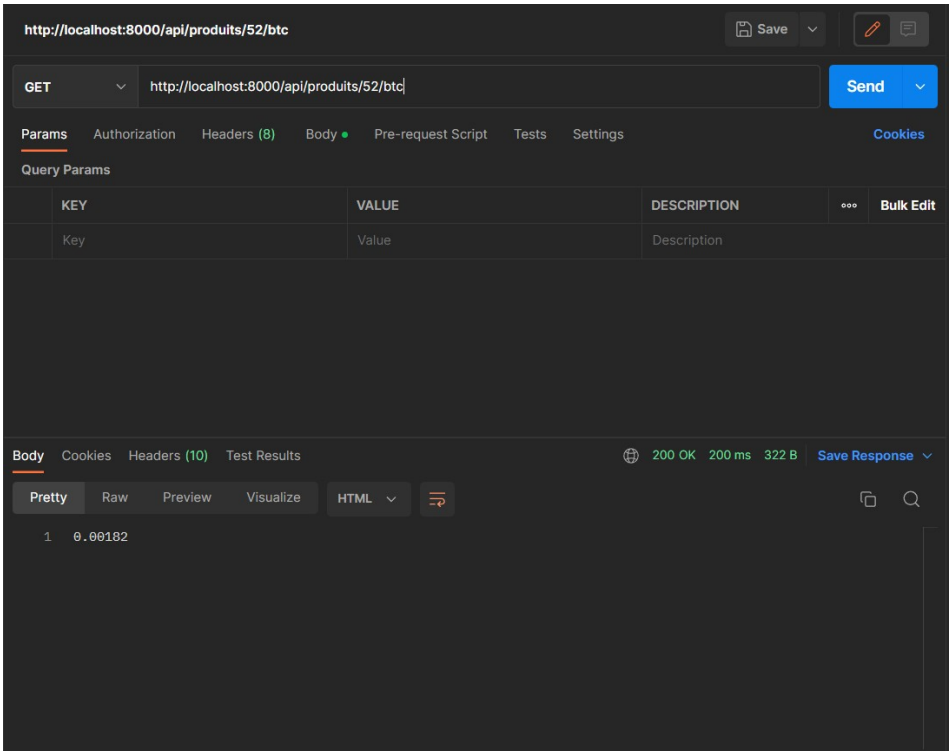 http://localhost:8000/api/produits/52/btc Save
GET http://localhost:8000/api/produits/52/btc Send
Params Authorization Headers (8) Body Pre-request Script Tests Settings Cookies
Query Params
KEY VALUE DESCRIPTION Bulk Edit
Key Value Description
Body Cookies Headers (10) Test Results 200 OK 200 ms 322 B Save Response
Pretty Raw Preview Visualize HTML
1 0.00182